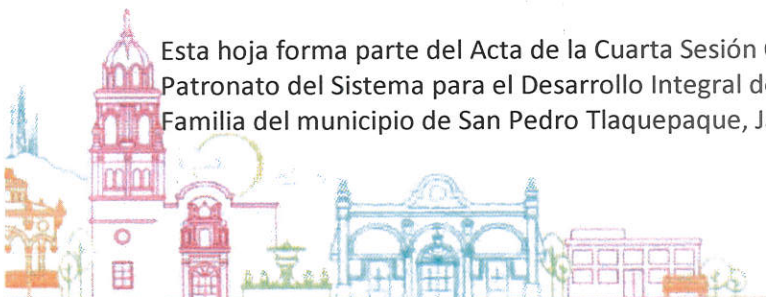 Esta hoja forma parte del Acta de la Cuarta Sesión
Patronato del Sistema para el Desarrollo Integral
Familia del municipio de San Pedro Tlaquepaque,